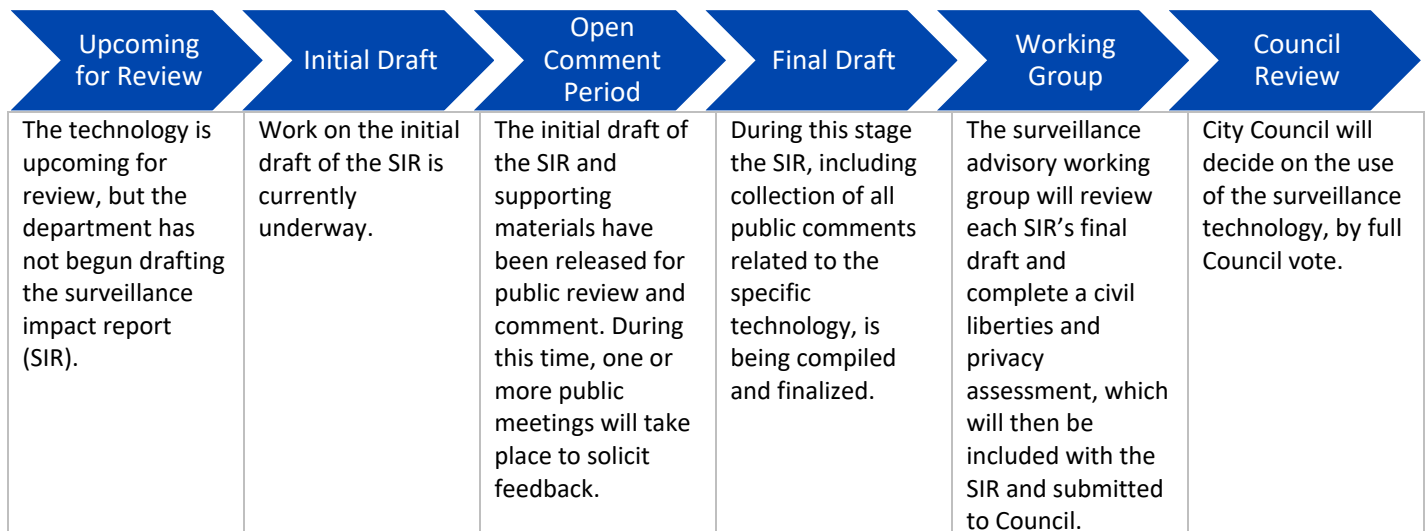 Upcoming
for Review
Initial Draft
Open
Comment
Period
Final Draft
Working
Group
Council
Review
The technology is
upcoming for
review, but the
department has
not begun drafting
the surveillance
impact report
(SIR).
Work on the initial
draft of the SIR is
currently
underway.
The initial draft of
the SIR and
supporting
materials have
been released for
public review and
comment. During
this time, one or
more public
meetings will take
place to solicit
feedback.
During this stage
the SIR, including
collection of all
public comments
related to the
specific
technology, is
being compiled
and finalized.
The surveillance
advisory working
group will review
each SIR’s final
draft and
complete a civil
liberties and
privacy
assessment, which
will then be
included with the
SIR and submitted
to Council.
City Council will
decide on the use
of the surveillance
technology, by full
Council vote.